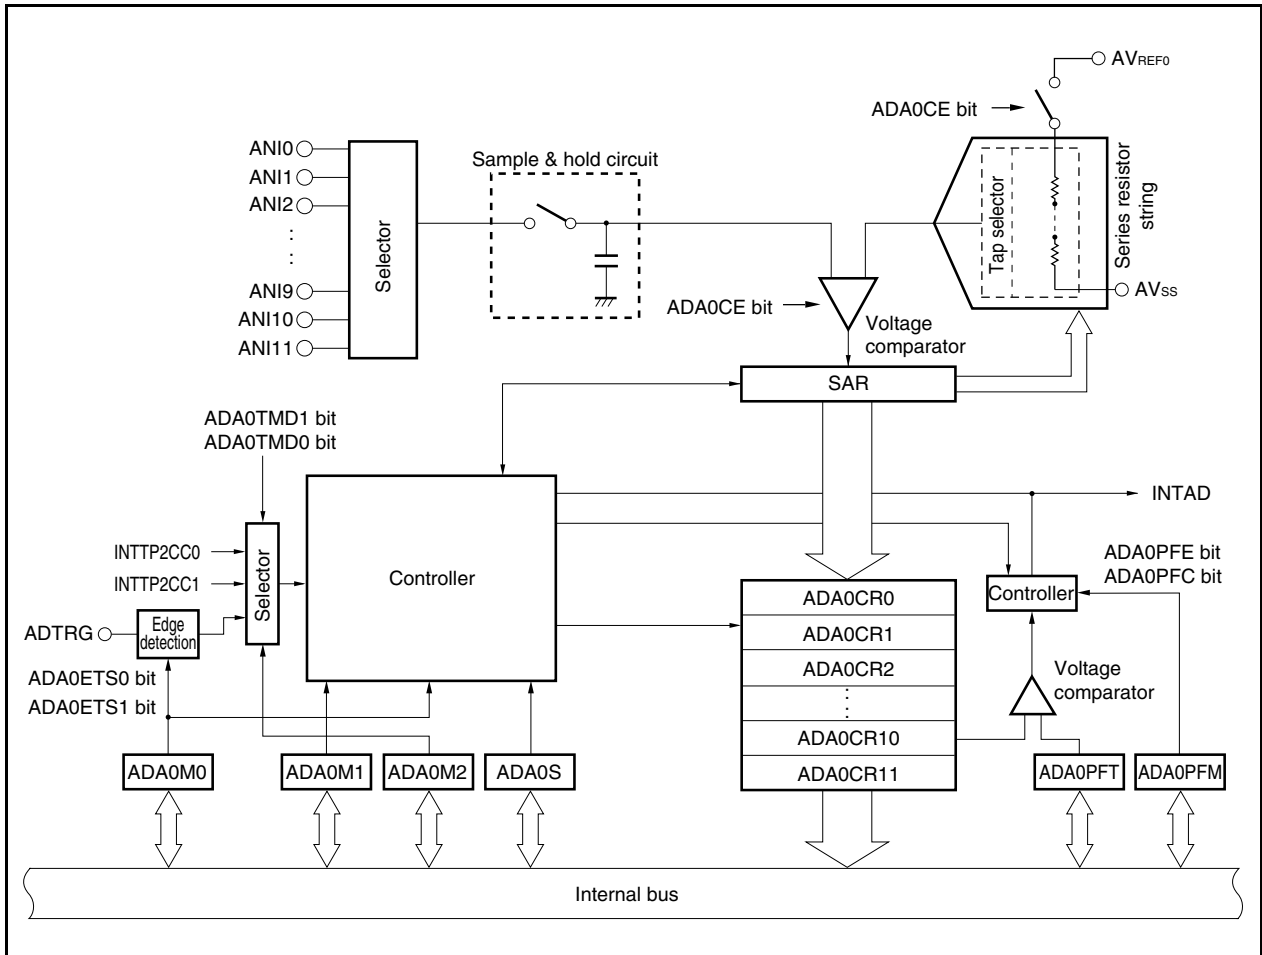 AVREF0
ADA0CE bit
ANI0
ANI1
ANI2
ANI9
ANI10
ANI11
Selector
Sample & hold circuit
Tap selector
Series resistor
string
AVSS
ADA0CE bit
Voltage
comparator
SAR
ADA0TMD1 bit
ADA0TMD0 bit
INTTP2CC0
INTTP2CC1
Selector
ADTRG
Edge
detection
ADA0ETS0 bit
ADA0ETS1 bit
Controller
INTAD
ADA0PFE bit
ADA0PFC bit
Controller
Voltage
comparator
ADA0CR0
ADA0CR1
ADA0CR2
ADA0CR10
ADA0CR11
ADA0M0
ADA0M1
ADA0M2
ADA0S
ADA0PFT
ADA0PFM
Internal bus